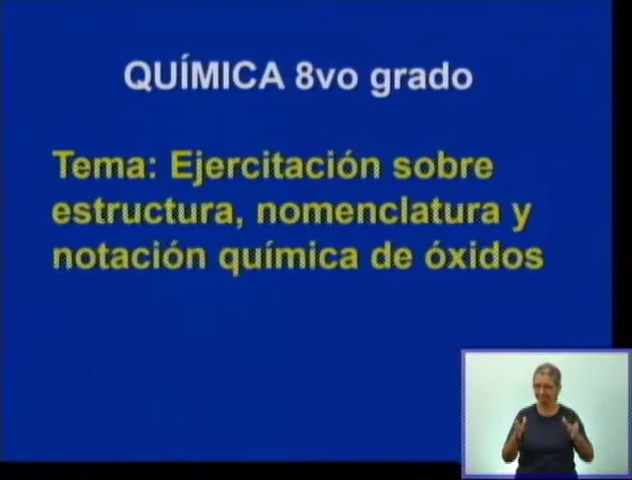 QUÍMICA 8vo grado
Tema: Ejercitación sobre
estructura, nomenclatura y
notación química de óxidos